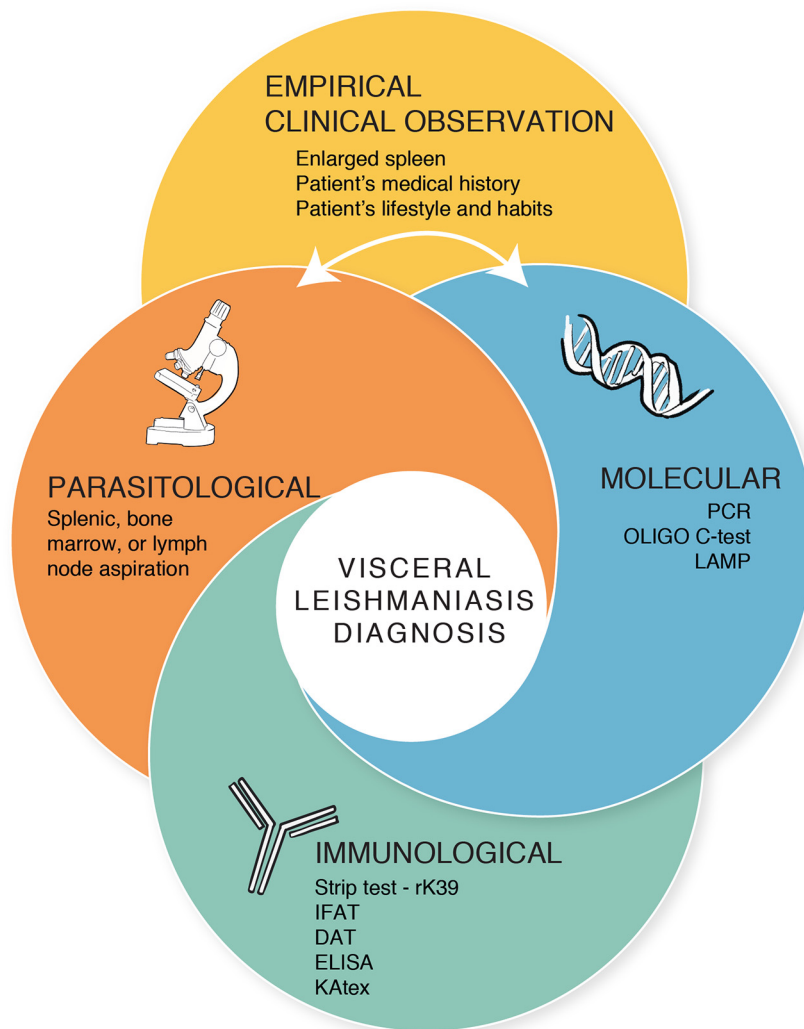 EMPIRICAL
CLINICAL OBSERVATION
Enlarged spleen
Patient’s medical history
Patient’s lifestyle and habits
PARASITOLOGICAL
Splenic, bone
marrow, or lymph
node aspiration
MOLECULAR
PCR
OLIGO C-test
LAMP
VISCERAL
LEISHMANIASIS
DIAGNOSIS
IMMUNOLOGICAL
Strip test - rK39
IFAT
DAT
ELISA
KAtex